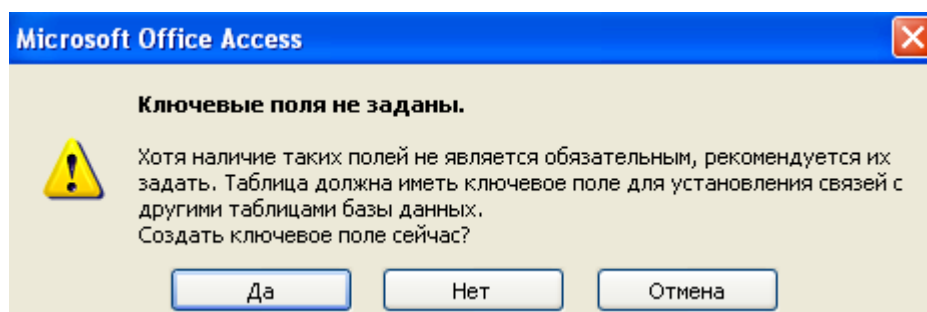 Microsoft Office Access
Ключевые поля не заданы.
Хотя наличие таких полей не является обязательным, рекомендуется их
задать. Таблица должна иметь ключевое поле для установления связей с
другими таблицами базы данных.
Создать ключевое поле сейчас?
Да Нет Отмена